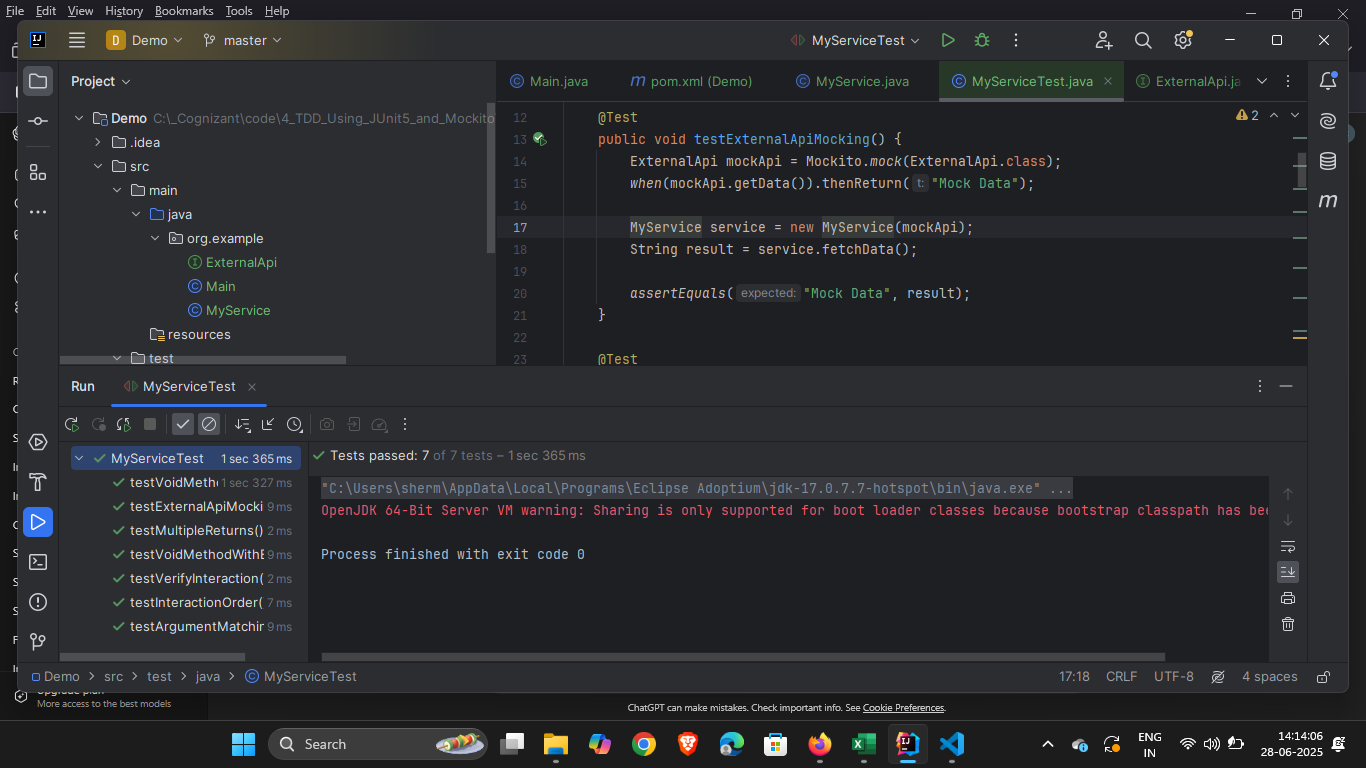 File Edit View History Bookmarks Tools Help
D Demo master MyServiceTest
Project
Main.java pom.xml (Demo) MyService.java MyServiceTest.java ExternalApi.ja
Demo C:\_Cognizant\code\4_TDD_Using_JUnit5_and_Mockito
.idea
src
main
java
org.example
ExternalApi
Main
MyService
resources
test
2
12 @Test
13 public void testExternalApiMocking() {
14 ExternalApi mockApi = Mockito.mock(ExternalApi.class);
15 when(mockApi.getData()).thenReturn( t: "Mock Data");
16
17 MyService service = new MyService(mockApi);
18 String result = service.fetchData();
19
20 assertEquals( expected: "Mock Data", result);
21 }
22
23 @Test
Run MyServiceTest
MyServiceTest 1 sec 365 ms
testVoidMetho 1 sec 327 ms
testExternalApiMocki 9 ms
testMultipleReturns() 2 ms
testVoidMethodWithE 9 ms
testVerifyInteraction( 2 ms
testInteractionOrder( 7 ms
testArgumentMatchin 9 ms
Tests passed: 7 of 7 tests – 1 sec 365 ms
"C:\Users\sherm\AppData\Local\Programs\Eclipse Adoptium\jdk-17.0.7.7-hotspot\bin\java.exe" ...
OpenJDK 64-Bit Server VM warning: Sharing is only supported for boot loader classes because bootstrap classpath has bee
Process finished with exit code 0
Demo > src > test > java > MyServiceTest
17:18 CRLF UTF-8 4 spaces
Upgrade plan
More access to the best models
ChatGPT can make mistakes. Check important info. See Cookie Preferences.
Search
ENG
IN
14:14:06
28-06-2025